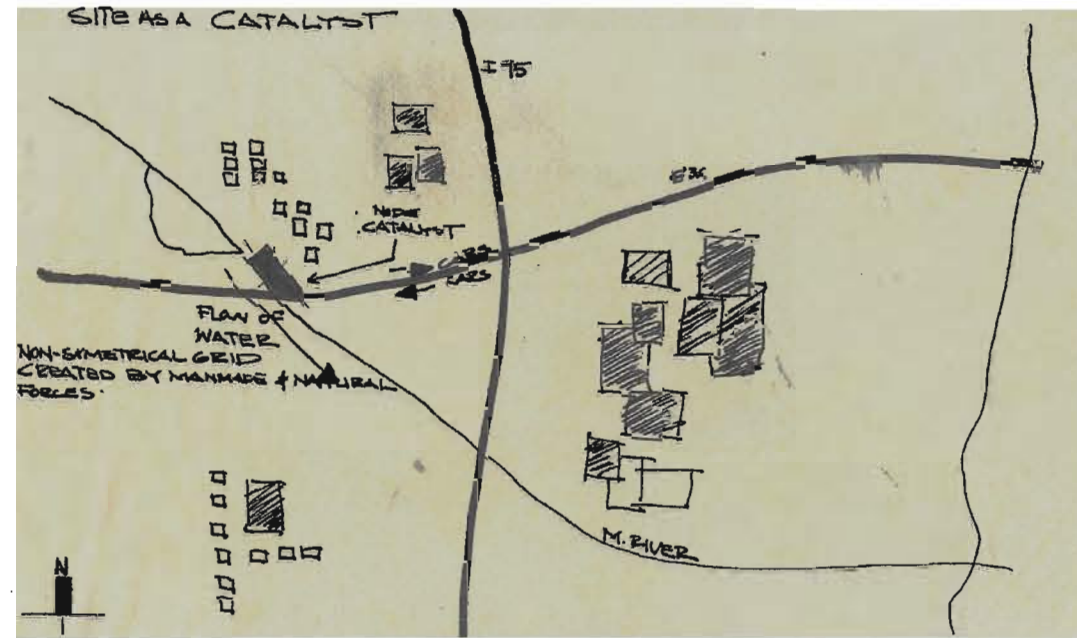 SITE AS A CATALYST
I 95
NODE
CATALYST
CARS
CARS
FLOW OF
WATER
NON-SYMETRICAL GRID
CREATED BY MANMADE & NATURAL
FORCES.
M. RIVER
N